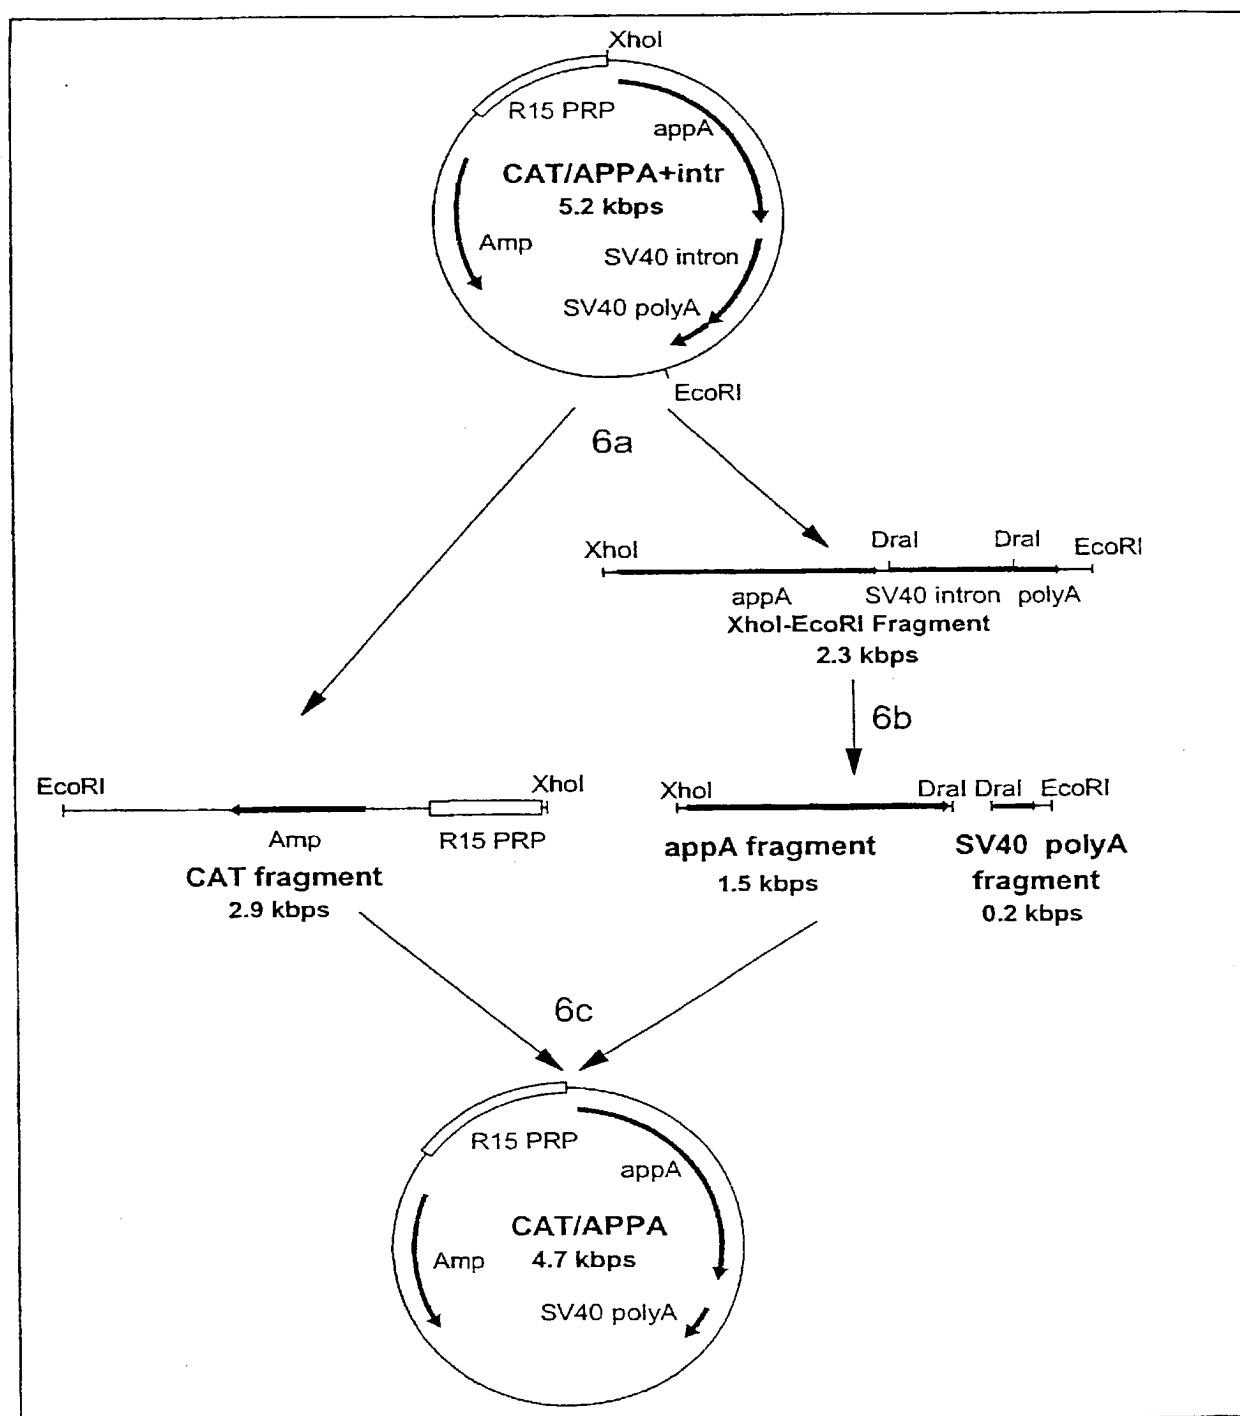 XhoI
R15 PRP
appA
CAT/APPA+intr
5.2 kbps
Amp
SV40 intron
SV40 polyA
EcoRI
6a
XhoI
DraI
DraI
EcoRI
appA
SV40 intron
polyA
XhoI-EcoRI Fragment
2.3 kbps
6b
EcoRI
XhoI
Amp
R15 PRP
CAT fragment
2.9 kbps
XhoI
DraI
DraI
EcoRI
appA fragment
1.5 kbps
SV40 polyA
fragment
0.2 kbps
6c
R15 PRP
appA
CAT/APPA
4.7 kbps
Amp
SV40 polyA